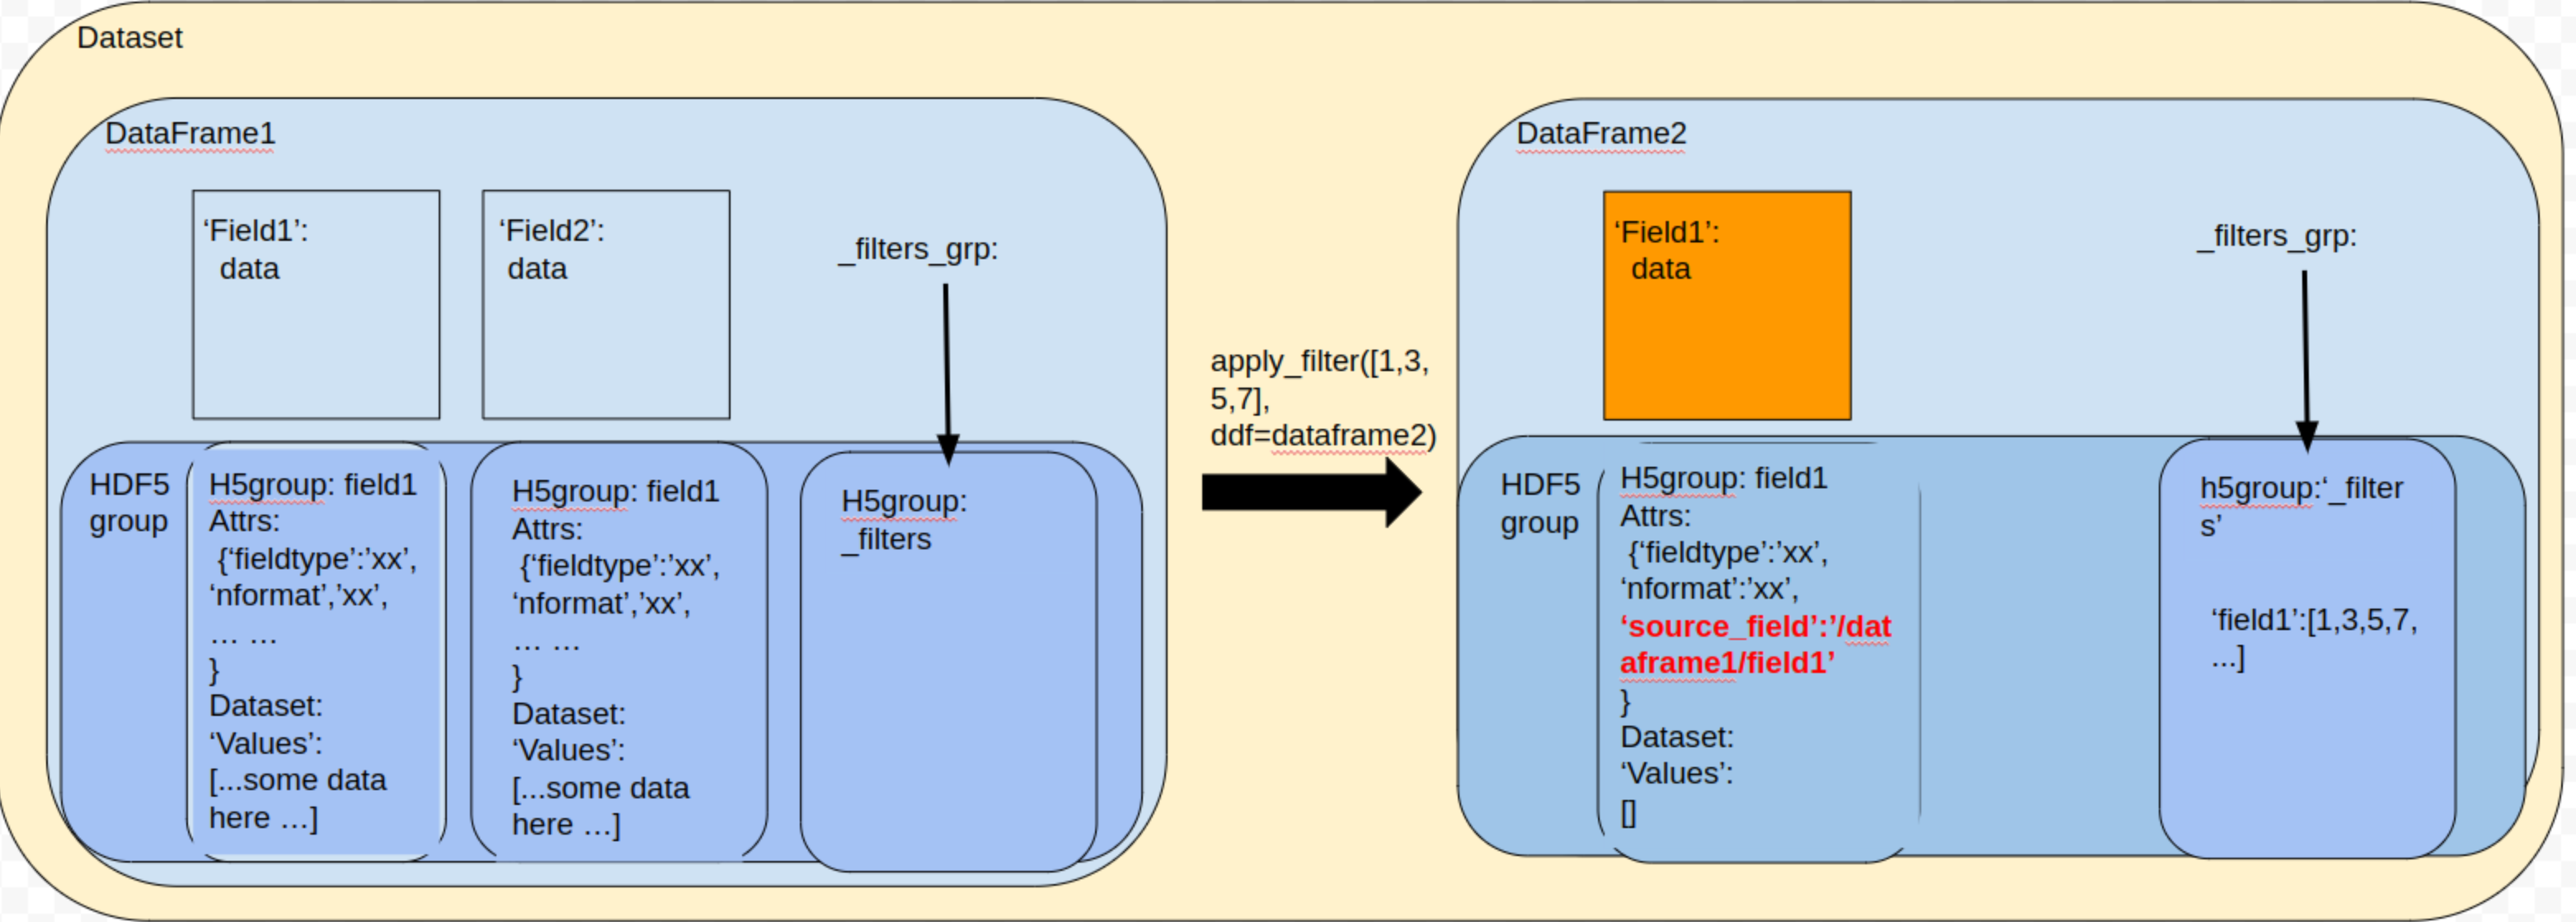 Dataset
DataFrame1
‘Field1’:
data
‘Field2’:
data
_filters_grp:
HDF5
group
H5group: field1
Attrs:
{‘fieldtype’:’xx’,
‘nformat’,’xx’,
… …
}
Dataset:
‘Values’:
[...some data
here …]
H5group: field1
Attrs:
{‘fieldtype’:’xx’,
‘nformat’,’xx’,
… …
}
Dataset:
‘Values’:
[...some data
here …]
H5group:
_filters
apply_filter([1,3,
5,7],
ddf=dataframe2)
DataFrame2
‘Field1’:
data
_filters_grp:
HDF5
group
H5group: field1
Attrs:
{‘fieldtype’:’xx’,
‘nformat’:’xx’,
‘source_field’:’/dat
aframe1/field1’
}
Dataset:
‘Values’:
[]
h5group:‘_filter
s’
‘field1’:[1,3,5,7,
...]